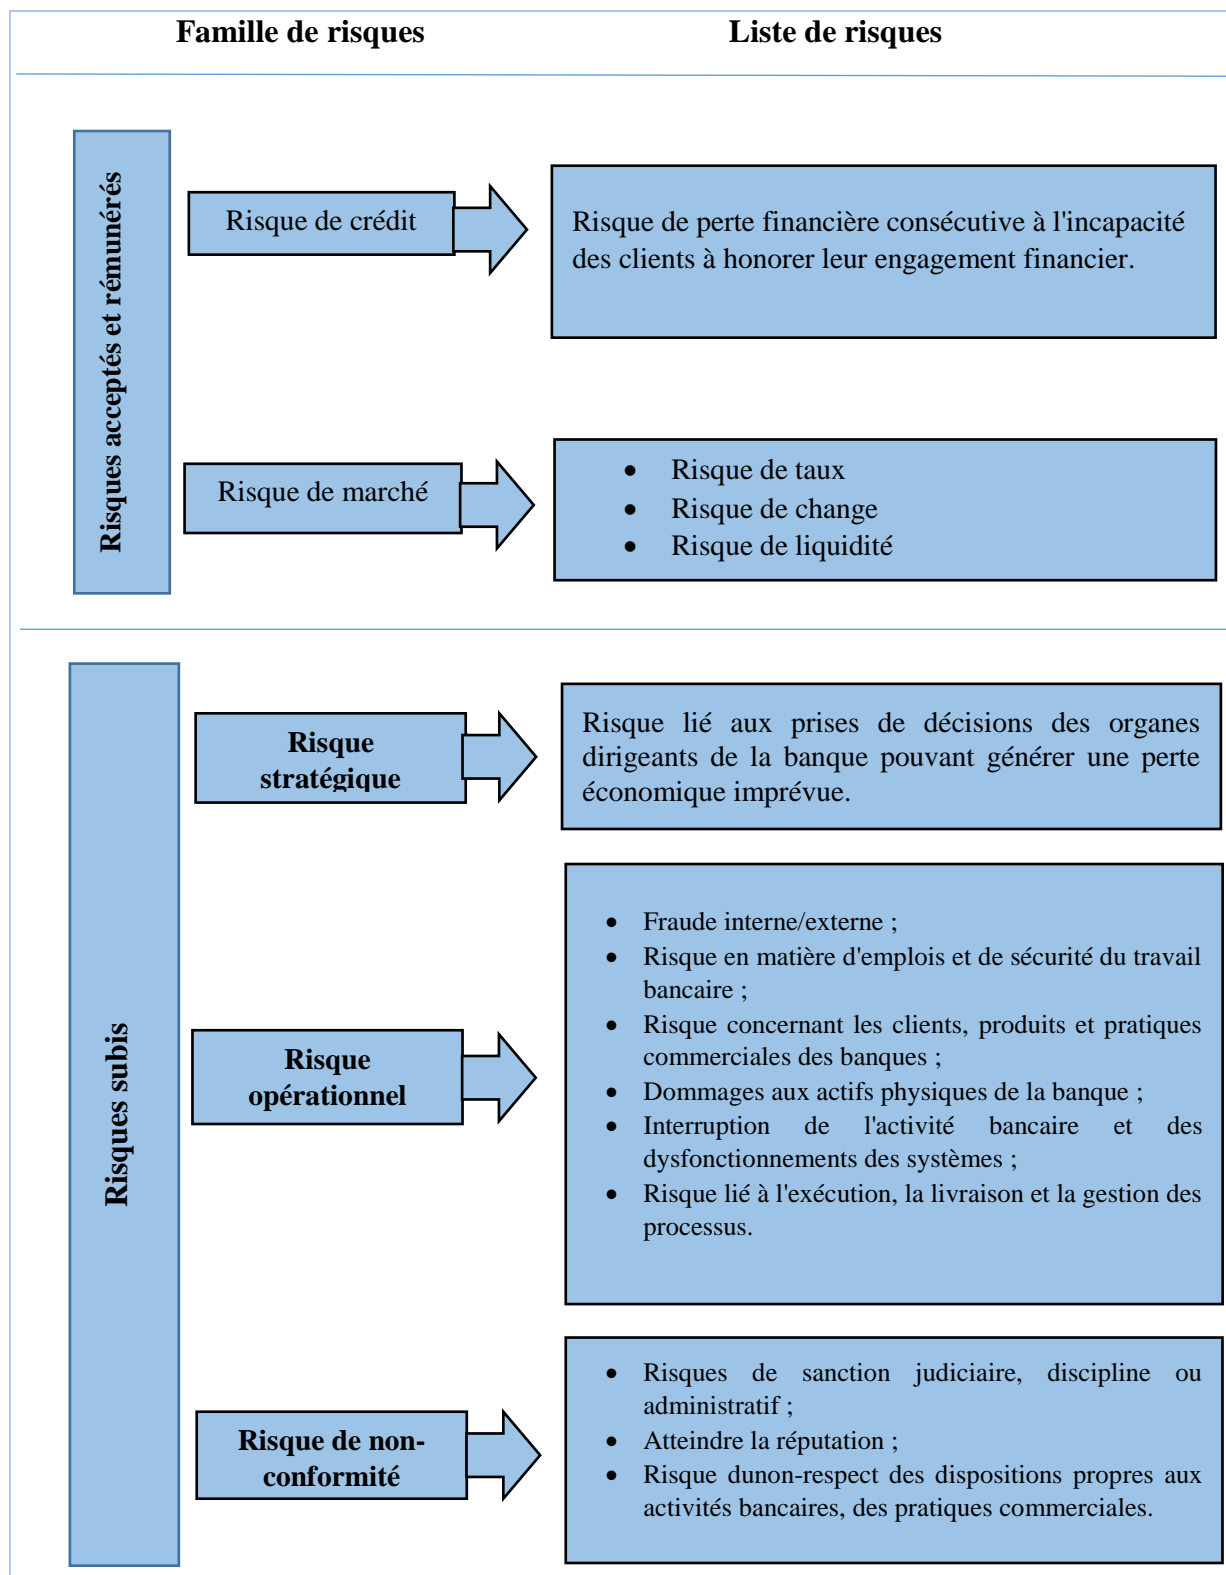 Famille de risques
Liste de risques
Risques acceptés et rémunérés
Risque de crédit
Risque de perte financière consécutive à l'incapacité
des clients à honorer leur engagement financier.
Risque de marché
• Risque de taux
• Risque de change
• Risque de liquidité
Risques subis
Risque
stratégique
Risque lié aux prises de décisions des organes
dirigeants de la banque pouvant générer une perte
économique imprévue.
Risque
opérationnel
• Fraude interne/externe ;
• Risque en matière d'emplois et de sécurité du travail
bancaire ;
• Risque concernant les clients, produits et pratiques
commerciales des banques ;
• Dommages aux actifs physiques de la banque ;
• Interruption de l'activité bancaire et des
dysfonctionnements des systèmes ;
• Risque lié à l'exécution, la livraison et la gestion des
processus.
Risque de non-
conformité
• Risques de sanction judiciaire, discipline ou
administratif ;
• Atteindre la réputation ;
• Risque dunon-respect des dispositions propres aux
activités bancaires, des pratiques commerciales.